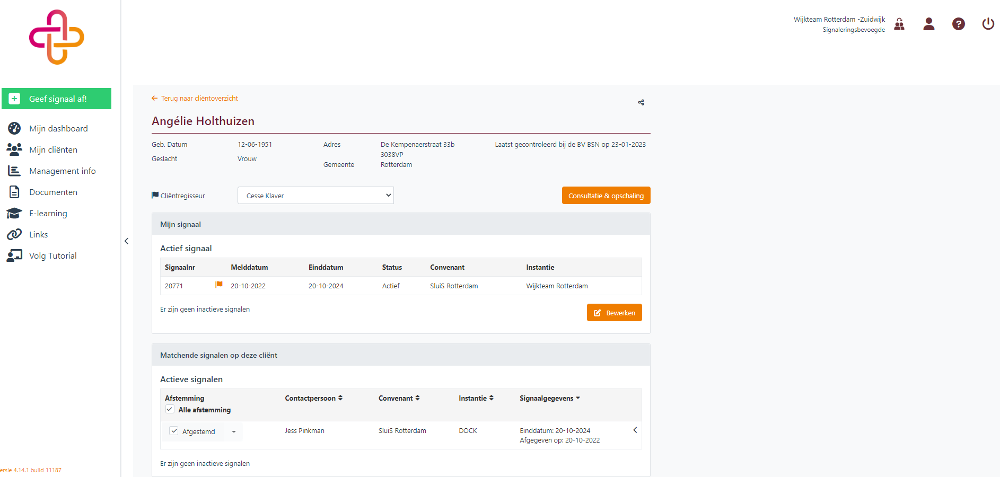 Wijkteam Rotterdam -Zuidwijk
Signaleringsbevoegde
Geef signaal af!
Mijn dashboard
Mijn cliënten
Management info
Documenten
E-learning
Links
Volg Tutorial
ersie 4.14.1 build 11187
Terug naar cliëntoverzicht
Angélie Holthuizen
Geb. Datum 12-06-1951 Adres De Kempenaerstraat 33b Laatst gecontroleerd bij de BV BSN op 23-01-2023
3038VP
Geslacht Vrouw
Gemeente Rotterdam
Cliëntregisseur Cesse Klaver Consultatie & opschaling
Mijn signaal
Actief signaal
Signaalnr Melddatum Einddatum Status Convenant Instantie
20771 20-10-2022 20-10-2024 Actief SluiS Rotterdam Wijkteam Rotterdam
Er zijn geen inactieve signalen
Bewerken
Matchende signalen op deze cliënt
Actieve signalen
Afstemming Contactpersoon Convenant Instantie Signaalgegevens
Alle afstemming
Afgestemd Jess Pinkman SluiS Rotterdam DOCK Einddatum: 20-10-2024
Afgegeven op: 20-10-2022
Er zijn geen inactieve signalen